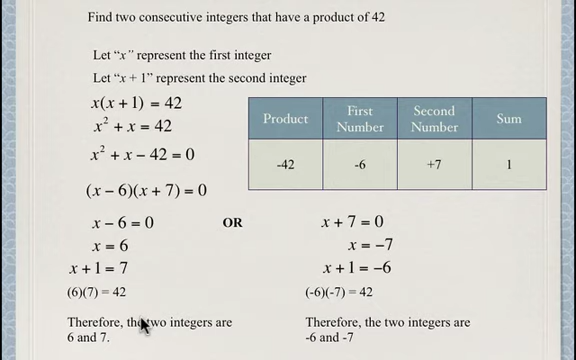 Find two consecutive integers that have a product of 42
Let “x” represent the first integer
Let “x + 1” represent the second integer
x(x + 1) = 42
x² + x = 42
x² + x − 42 = 0
(x − 6)(x + 7) = 0
Product First Number Second Number Sum
-42 -6 +7 1
x − 6 = 0 OR x + 7 = 0
x = 6 x = −7
x + 1 = 7 x + 1 = −6
(6)(7) = 42 (-6)(-7) = 42
Therefore, the two integers are Therefore, the two integers are
6 and 7. -6 and -7